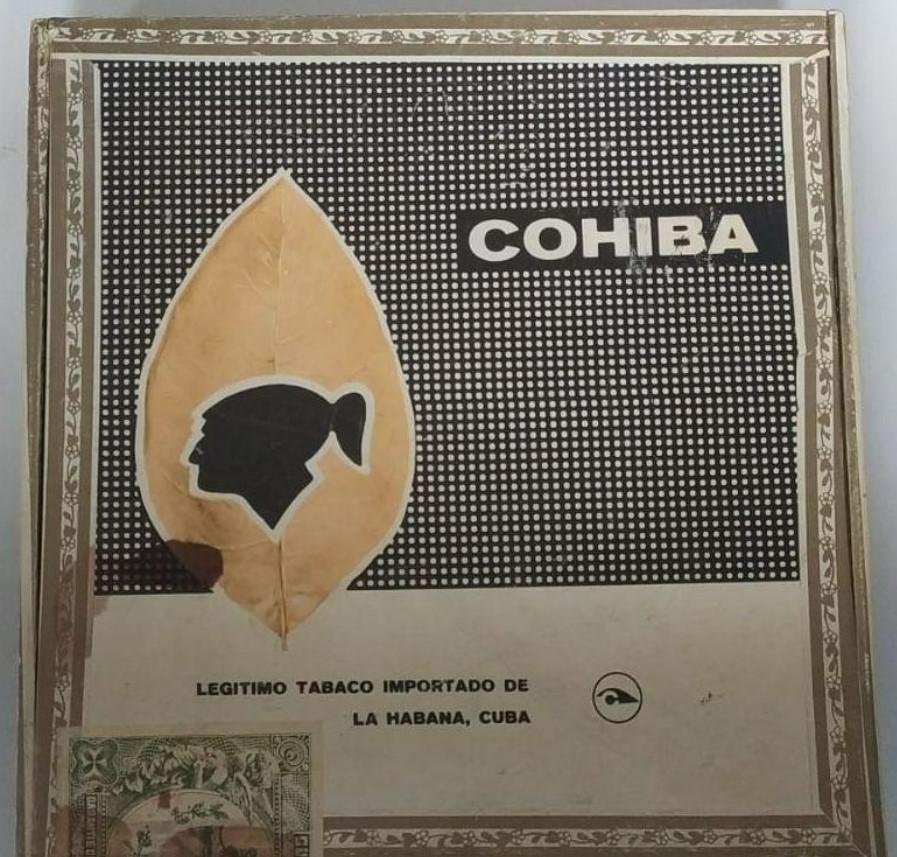 COHIBA
LEGITIMO TABACO IMPORTADO DE
LA HABANA, CUBA